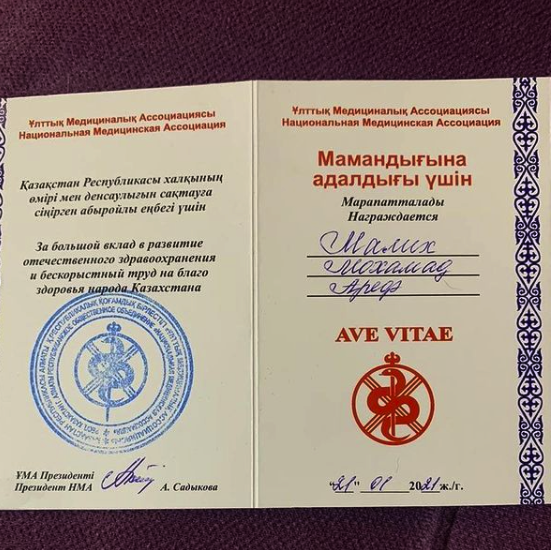 Ұлттық Медициналық Ассоциациясы
Национальная Медицинская Ассоциация
Қазақстан Республикасы халқының
өмірі мен денсаулығын сақтауға
сіңірген абыройлы еңбегі үшін
За большой вклад в развитие
отечественного здравоохранения
и бескорыстный труд на благо
здоровья народа Казахстана
ҰМА Президенті
Президент НМА
А. Садыкова
Ұлттық Медициналық Ассоциациясы
Национальная Медицинская Ассоциация
Мамандығына
адалдығы үшін
Марапатталады
Награждается
Малик
Мохамад
Ареф
AVE VITAE
"21" 01 2021 ж./г.